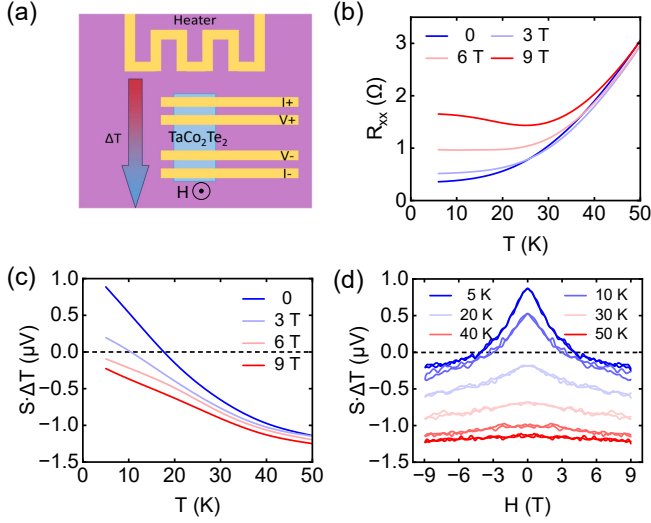 (a)
Heater
I+
V+
TaCo₂Te₂
V-
I-
ΔT
H
(b)
0
3 T
6 T
9 T
3
2
1
0
Rxx (Ω)
0 10 20 30 40 50
T (K)
(c)
1.0
0.5
0.0
−0.5
−1.0
−1.5
S·ΔT (μV)
0
3 T
6 T
9 T
0 10 20 30 40 50
T (K)
(d)
1.0
0.5
0.0
−0.5
−1.0
−1.5
S·ΔT (μV)
5 K 10 K
20 K 30 K
40 K 50 K
−9 −6 −3 0 3 6 9
H (T)